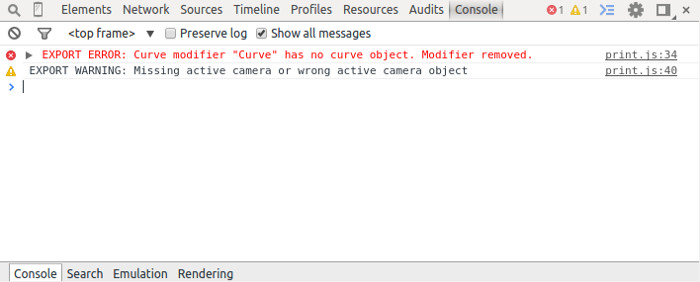 Elements Network Sources Timeline Profiles Resources Audits Console 1 1
<top frame> Preserve log Show all messages
EXPORT ERROR: Curve modifier "Curve" has no curve object. Modifier removed. print.js:34
EXPORT WARNING: Missing active camera or wrong active camera object print.js:40
Console Search Emulation Rendering